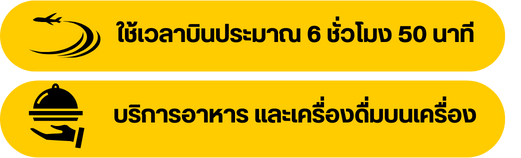 ใช้เวลาบินประมาณ 6 ชั่วโมง 50 นาที
บริการอาหาร และเครื่องดื่มบนเครื่อง